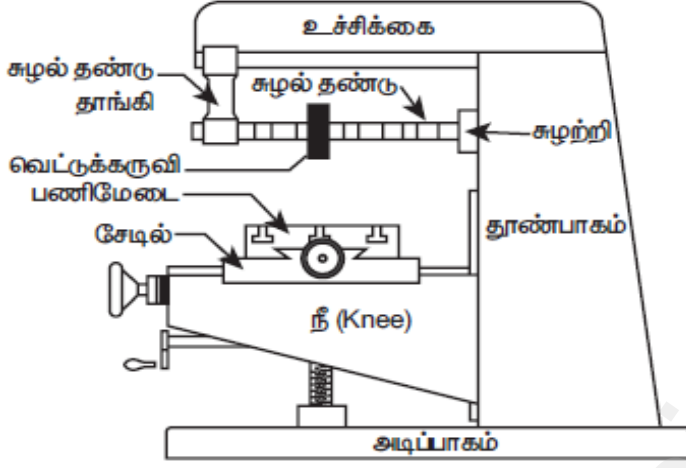 உச்சிக்கை
சுழல் தண்டு
தாங்கி
சுழல் தண்டு
சுழற்றி
வெட்டுக்கருவி
பணிமேடை
சேடில்
தூண்பாகம்
நீ (Knee)
அடிப்பாகம்